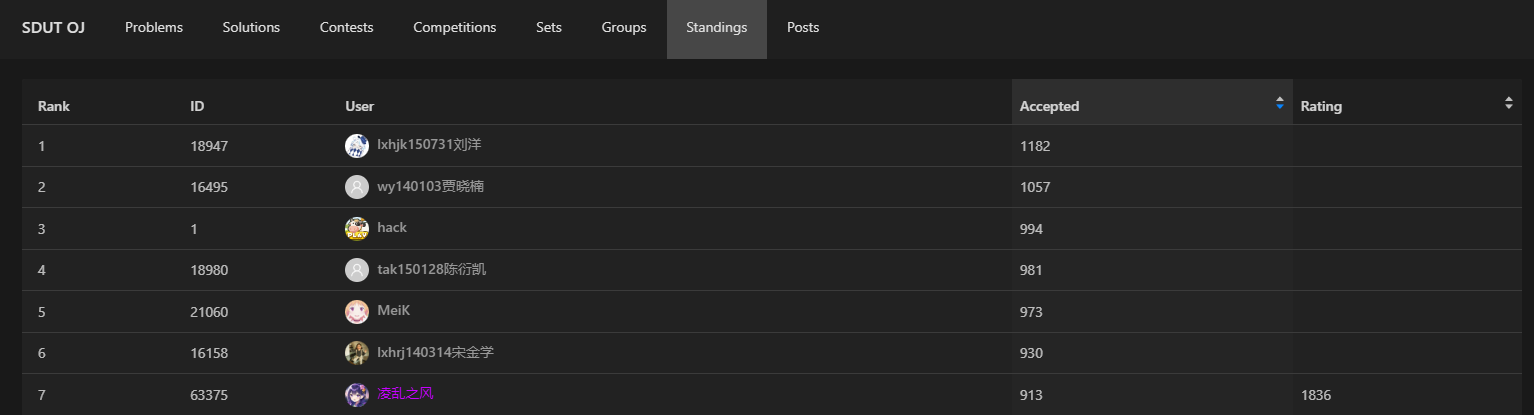 SDUT OJ Problems Solutions Contests Competitions Sets Groups Standings Posts
Rank ID User Accepted Rating
1 18947 lxhjk150731刘洋 1182
2 16495 wy140103贾晓楠 1057
3 1 hack 994
4 18980 tak150128陈衍凯 981
5 21060 MeiK 973
6 16158 lxhrj140314宋金学 930
7 63375 凌乱之风 913 1836